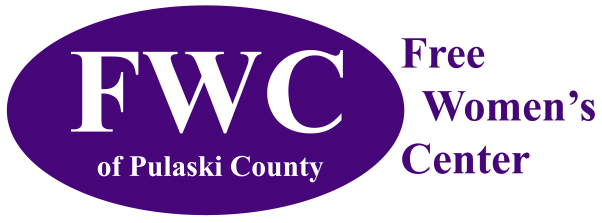 FWC
of Pulaski County
Free
Women’s
Center